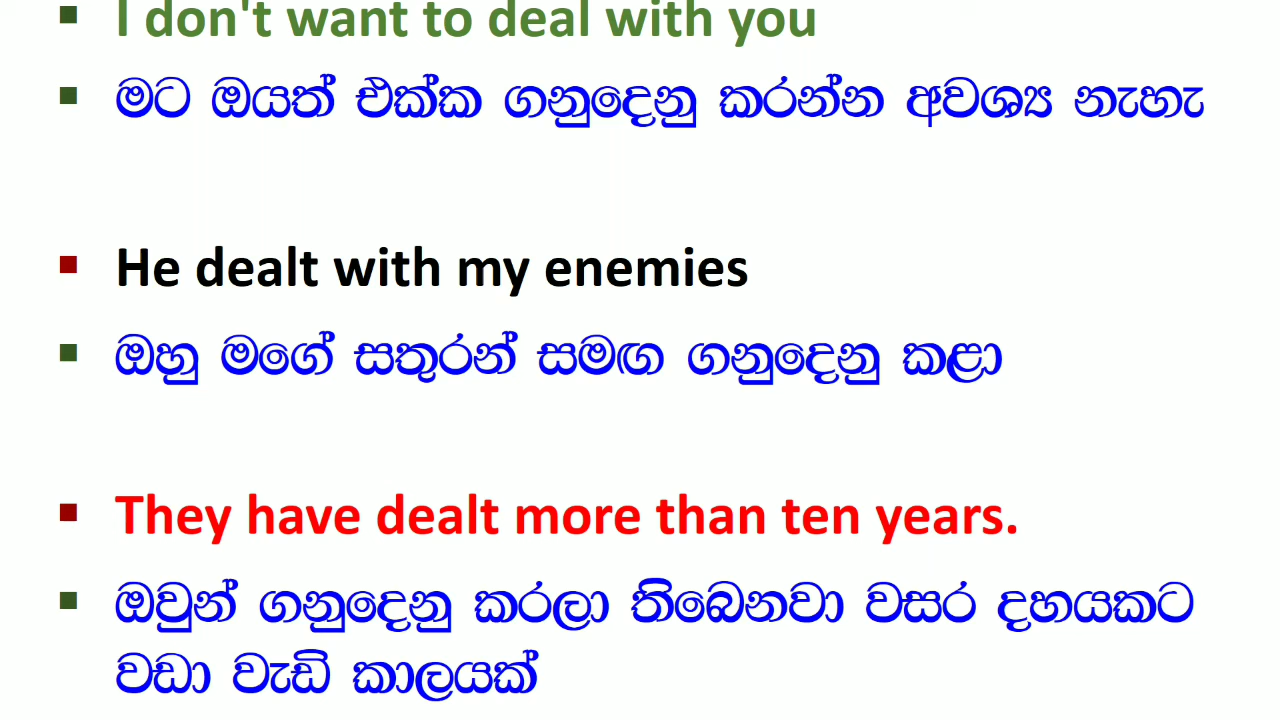 I don't want to deal with you
මට ඔයත් එක්ක ගනුදෙනු කරන්න අවශ්‍ය නැහැ
He dealt with my enemies
ඔහු මගේ සතුරන් සමඟ ගනුදෙනු කළා
They have dealt more than ten years.
ඔවුන් ගනුදෙනු කරලා තිබෙනවා වසර දහයකට
වඩා වැඩි කාලයක්